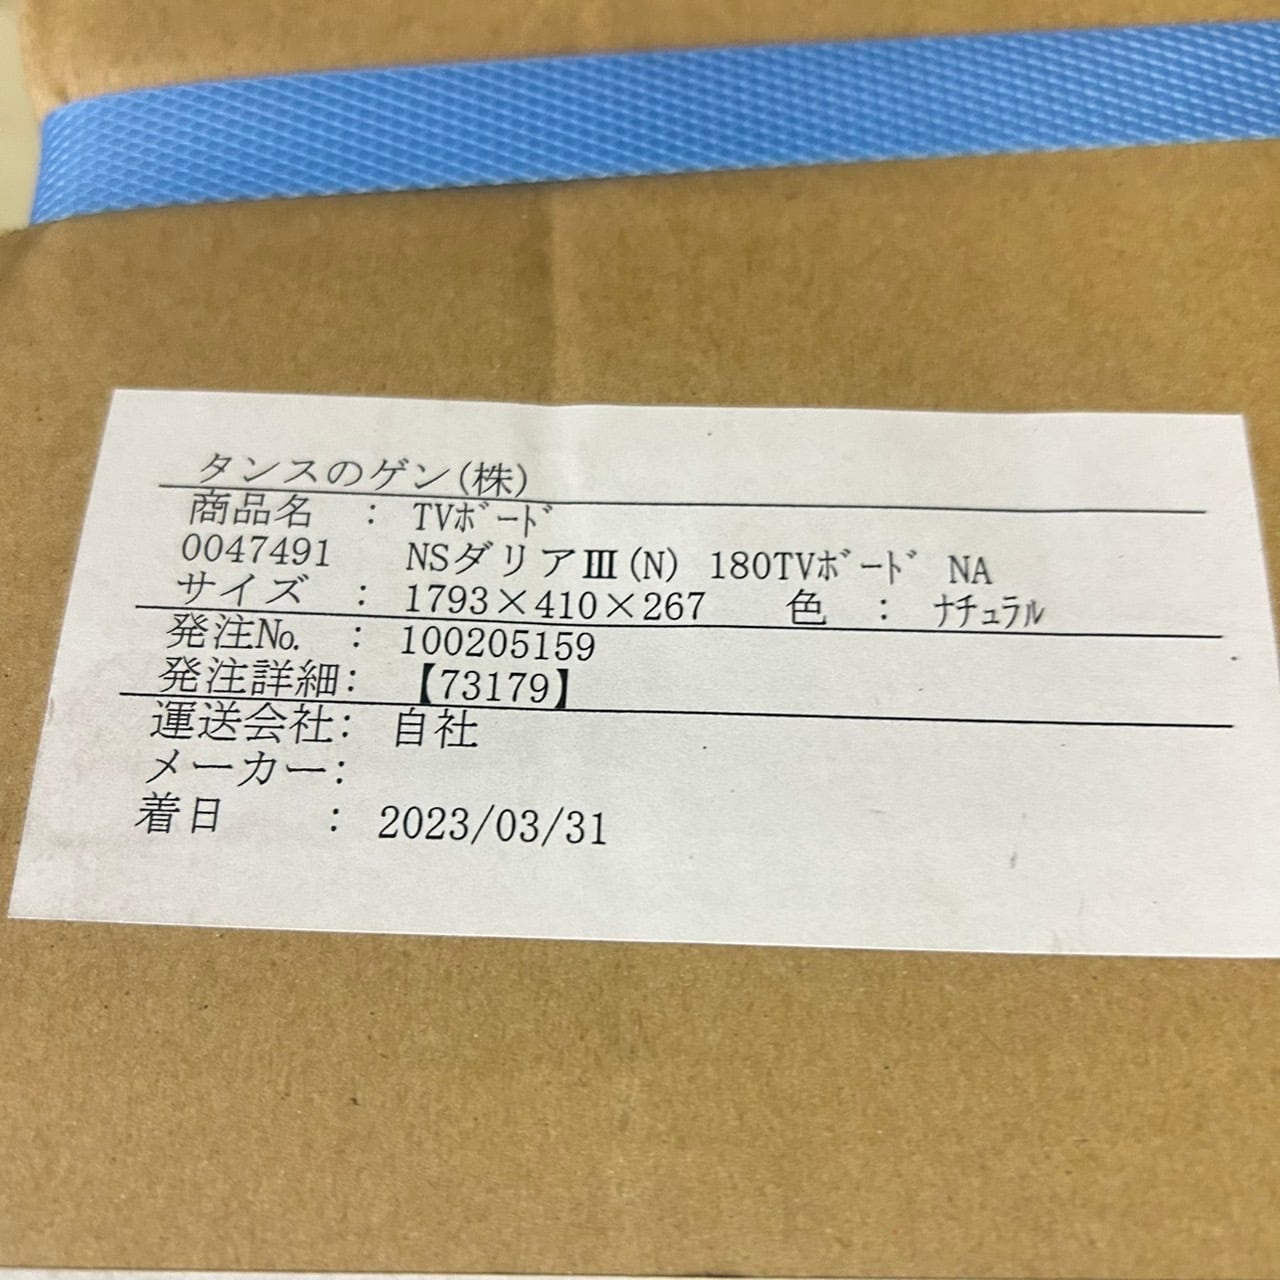 タンスのゲン(株)
商品名 : TVﾎﾞｰﾄﾞ
0047491 NSダリアⅢ(N) 180TVﾎﾞｰﾄﾞ NA
サイズ : 1793×410×267 色 : ﾅﾁｭﾗﾙ
発注№ : 100205159
発注詳細: 【73179】
運送会社: 自社
メーカー:
着日 : 2023/03/31